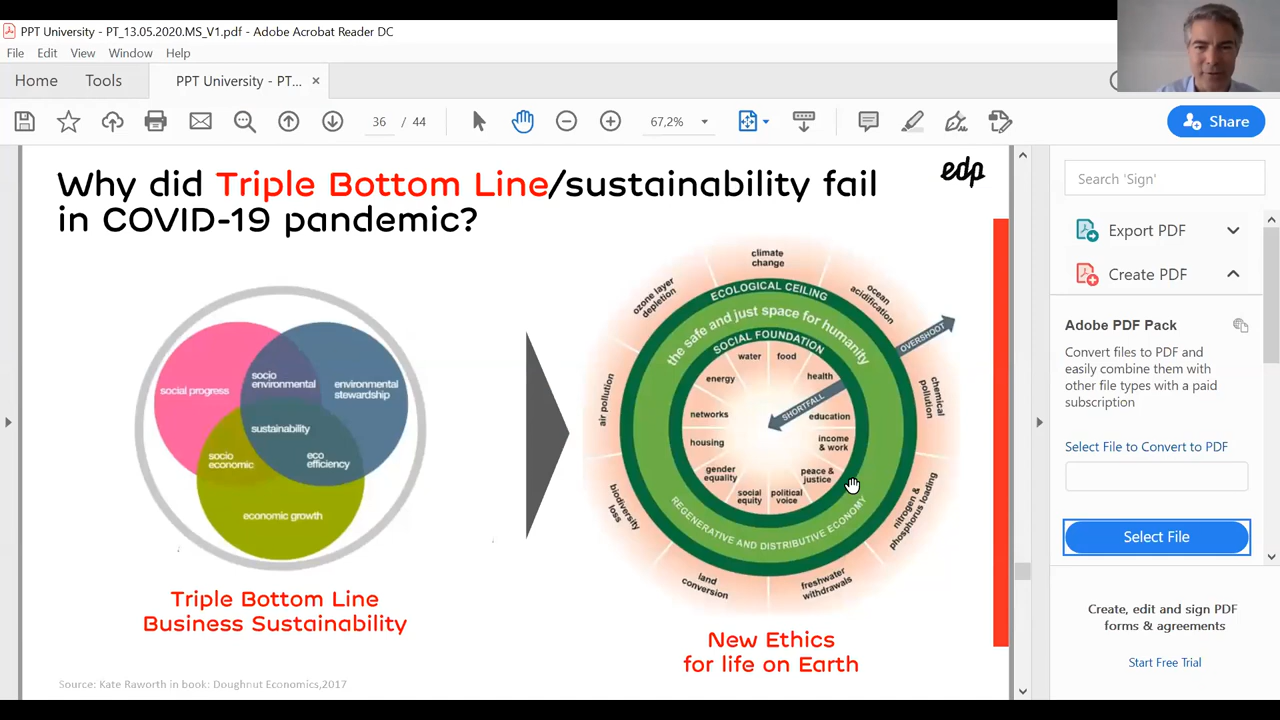 PPT University - PT_13.05.2020.MS_V1.pdf - Adobe Acrobat Reader DC
File Edit View Window Help
Home Tools PPT University - PT... ×
36 / 44 67,2% Share
Why did Triple Bottom Line/sustainability fail
in COVID-19 pandemic?
edp
social progress
socio
environmental
environmental
stewardship
sustainability
socio
economic
eco
efficiency
economic growth
Triple Bottom Line
Business Sustainability
climate
change
ocean
acidification
chemical
pollution
nitrogen &
phosphorus loading
freshwater
withdrawals
land
conversion
biodiversity
loss
air pollution
ozone layer
depletion
ECOLOGICAL CEILING
the safe and just space for humanity
SOCIAL FOUNDATION
OVERSHOOT
water
food
energy
health
SHORTFALL
networks
education
housing
income
& work
gender
equality
peace &
justice
social
equity
political
voice
REGENERATIVE AND DISTRIBUTIVE ECONOMY
New Ethics
for life on Earth
Source: Kate Raworth in book: Doughnut Economics,2017
Search 'Sign'
Export PDF
Create PDF
Adobe PDF Pack
Convert files to PDF and
easily combine them with
other file types with a paid
subscription
Select File to Convert to PDF
Select File
Create, edit and sign PDF
forms & agreements
Start Free Trial